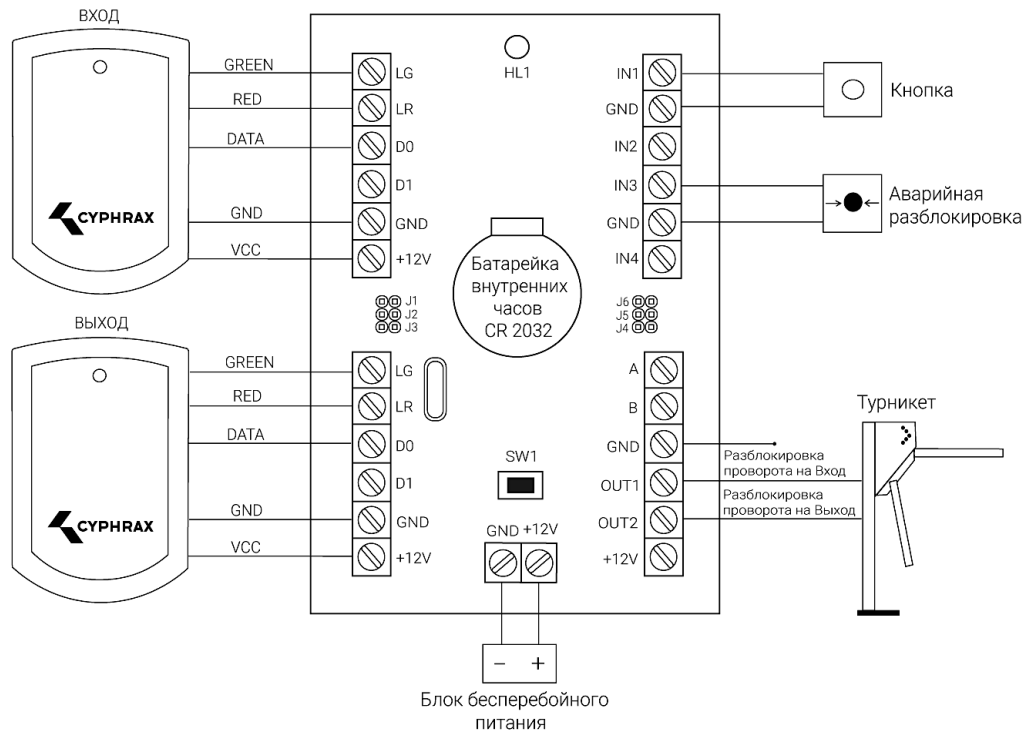 ВХОД
GREEN
RED
DATA
GND
VCC
CYPHRAX
LG
LR
D0
D1
GND
+12V
HL1
IN1
GND
IN2
IN3
GND
IN4
Кнопка
Аварийная
разблокировка
Батарейка
внутренних
часов
CR 2032
J1
J2
J3
J6
J5
J4
ВЫХОД
GREEN
RED
DATA
GND
VCC
CYPHRAX
LG
LR
D0
D1
GND
+12V
SW1
GND +12V
A
B
GND
OUT1
OUT2
+12V
Разблокировка
проворота на Вход
Разблокировка
проворота на Выход
Турникет
− +
Блок бесперебойного
питания